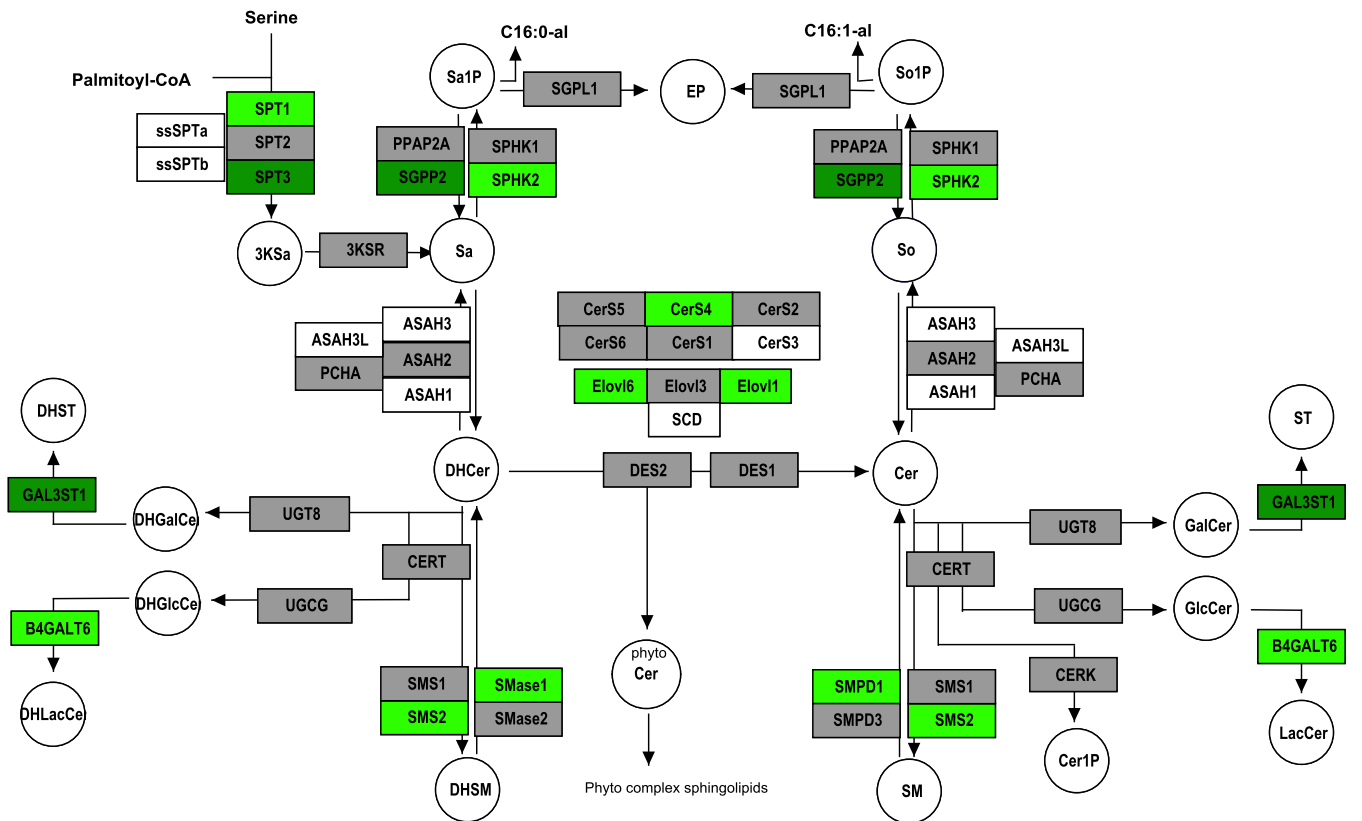 Serine
C16:0-al
C16:1-al
Palmitoyl-CoA
Sa1P
SGPL1
EP
SGPL1
So1P
SPT1
ssSPTa
SPT2
ssSPTb
SPT3
PPAP2A
SPHK1
SGPP2
SPHK2
PPAP2A
SPHK1
SGPP2
SPHK2
3KSa
3KSR
Sa
So
CerS5
CerS4
CerS2
CerS6
CerS1
CerS3
ASAH3
ASAH3L
ASAH2
PCHA
ASAH1
ASAH3
ASAH3L
ASAH2
PCHA
ASAH1
Elovl6
Elovl3
Elovl1
SCD
DHST
ST
DHCer
DES2
DES1
Cer
GAL3ST1
DHGalCer
UGT8
UGT8
GalCer
GAL3ST1
CERT
CERT
B4GALT6
DHGlcCer
UGCG
UGCG
GlcCer
B4GALT6
phyto
Cer
SMS1
SMase1
SMS2
SMase2
SMPD1
SMS1
SMPD3
SMS2
CERK
DHLacCer
LacCer
Cer1P
DHSM
Phyto complex sphingolipids
SM